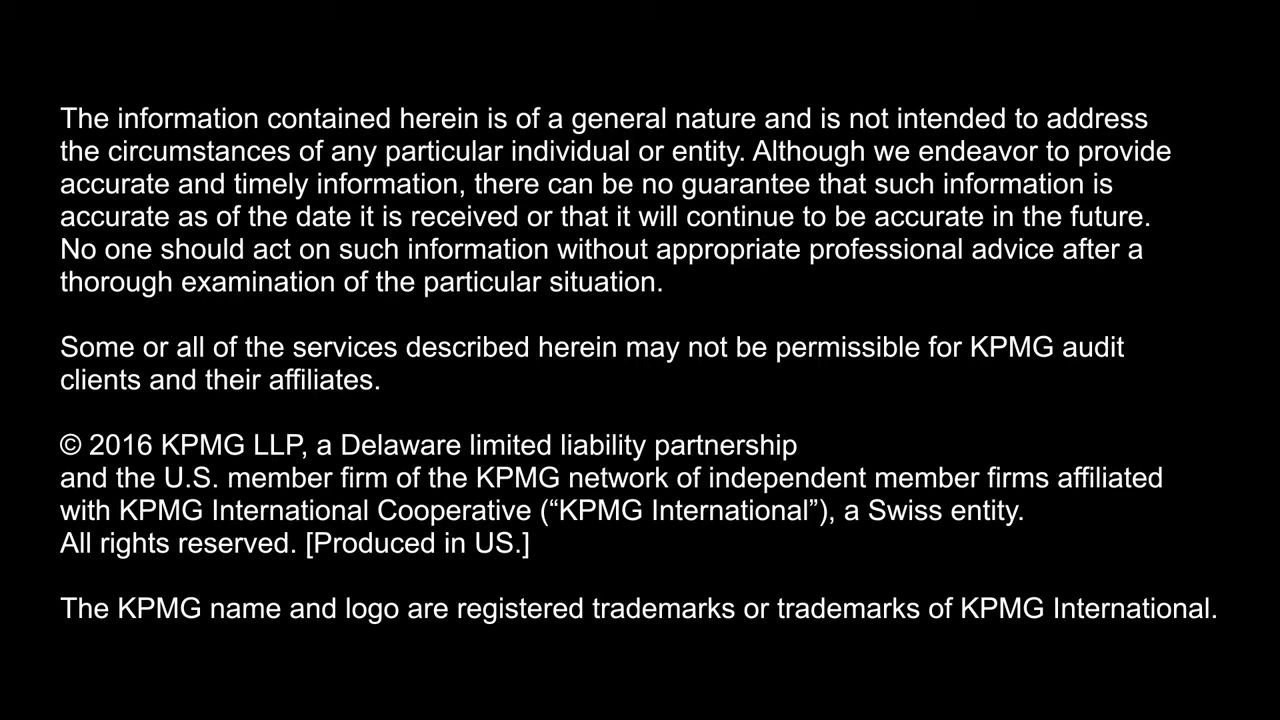 The information contained herein is of a general nature and is not intended to address
the circumstances of any particular individual or entity. Although we endeavor to provide
accurate and timely information, there can be no guarantee that such information is
accurate as of the date it is received or that it will continue to be accurate in the future.
No one should act on such information without appropriate professional advice after a
thorough examination of the particular situation.
Some or all of the services described herein may not be permissible for KPMG audit
clients and their affiliates.
© 2016 KPMG LLP, a Delaware limited liability partnership
and the U.S. member firm of the KPMG network of independent member firms affiliated
with KPMG International Cooperative (“KPMG International”), a Swiss entity.
All rights reserved. [Produced in US.]
The KPMG name and logo are registered trademarks or trademarks of KPMG International.